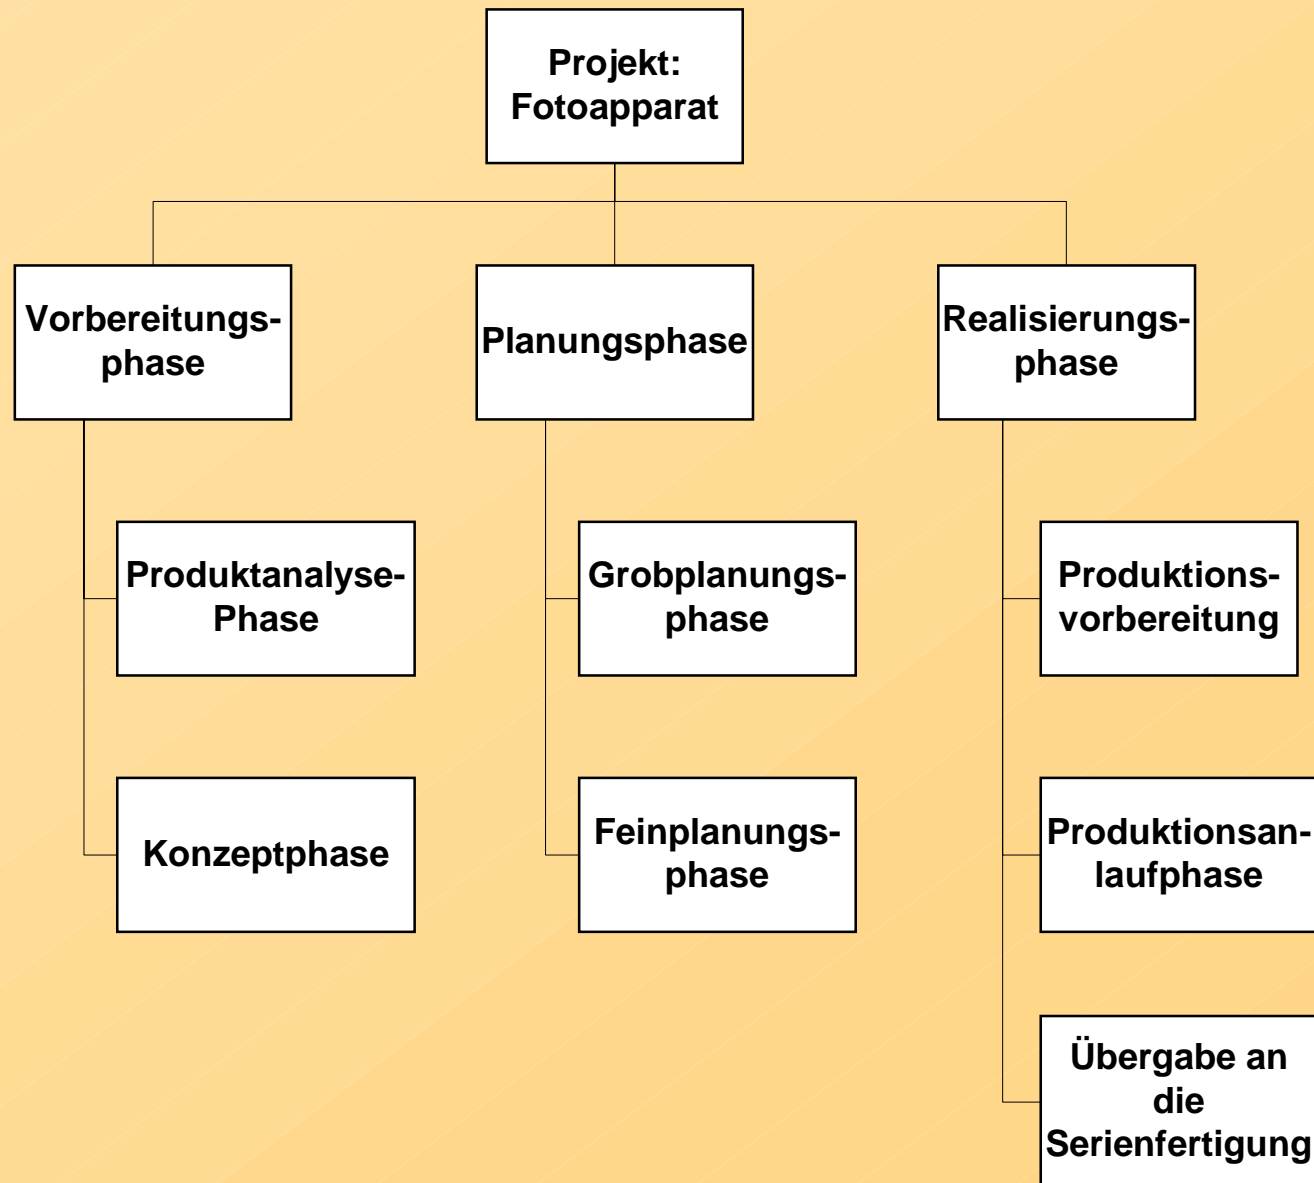 Projekt:
Fotoapparat
Vorbereitungs-
phase
Planungsphase
Realisierungs-
phase
Produktanalyse-
Phase
Grobplanungs-
phase
Produktions-
vorbereitung
Konzeptphase
Feinplanungs-
phase
Produktionsan-
laufphase
Übergabe an
die
Serienfertigung